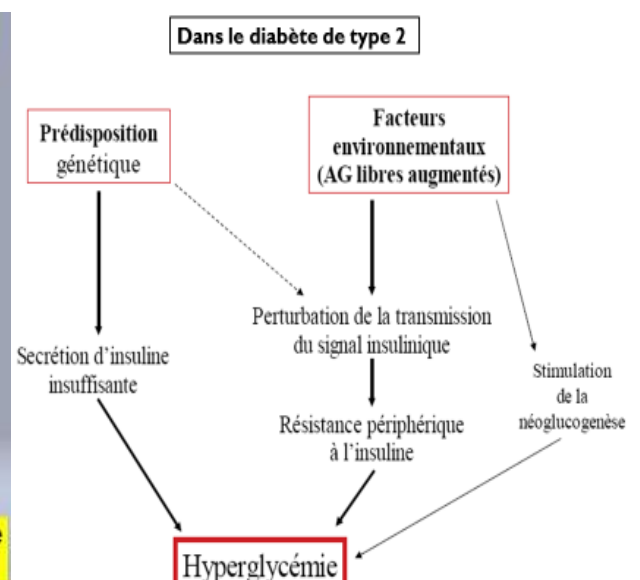 Dans le diabète de type 2
Prédisposition
génétique
Facteurs
environnementaux
(AG libres augmentés)
Perturbation de la transmission
du signal insulinique
Secrétion d’insuline
insuffisante
Stimulation
de la
néoglucogenèse
Résistance périphérique
à l’insuline
Hyperglycémie